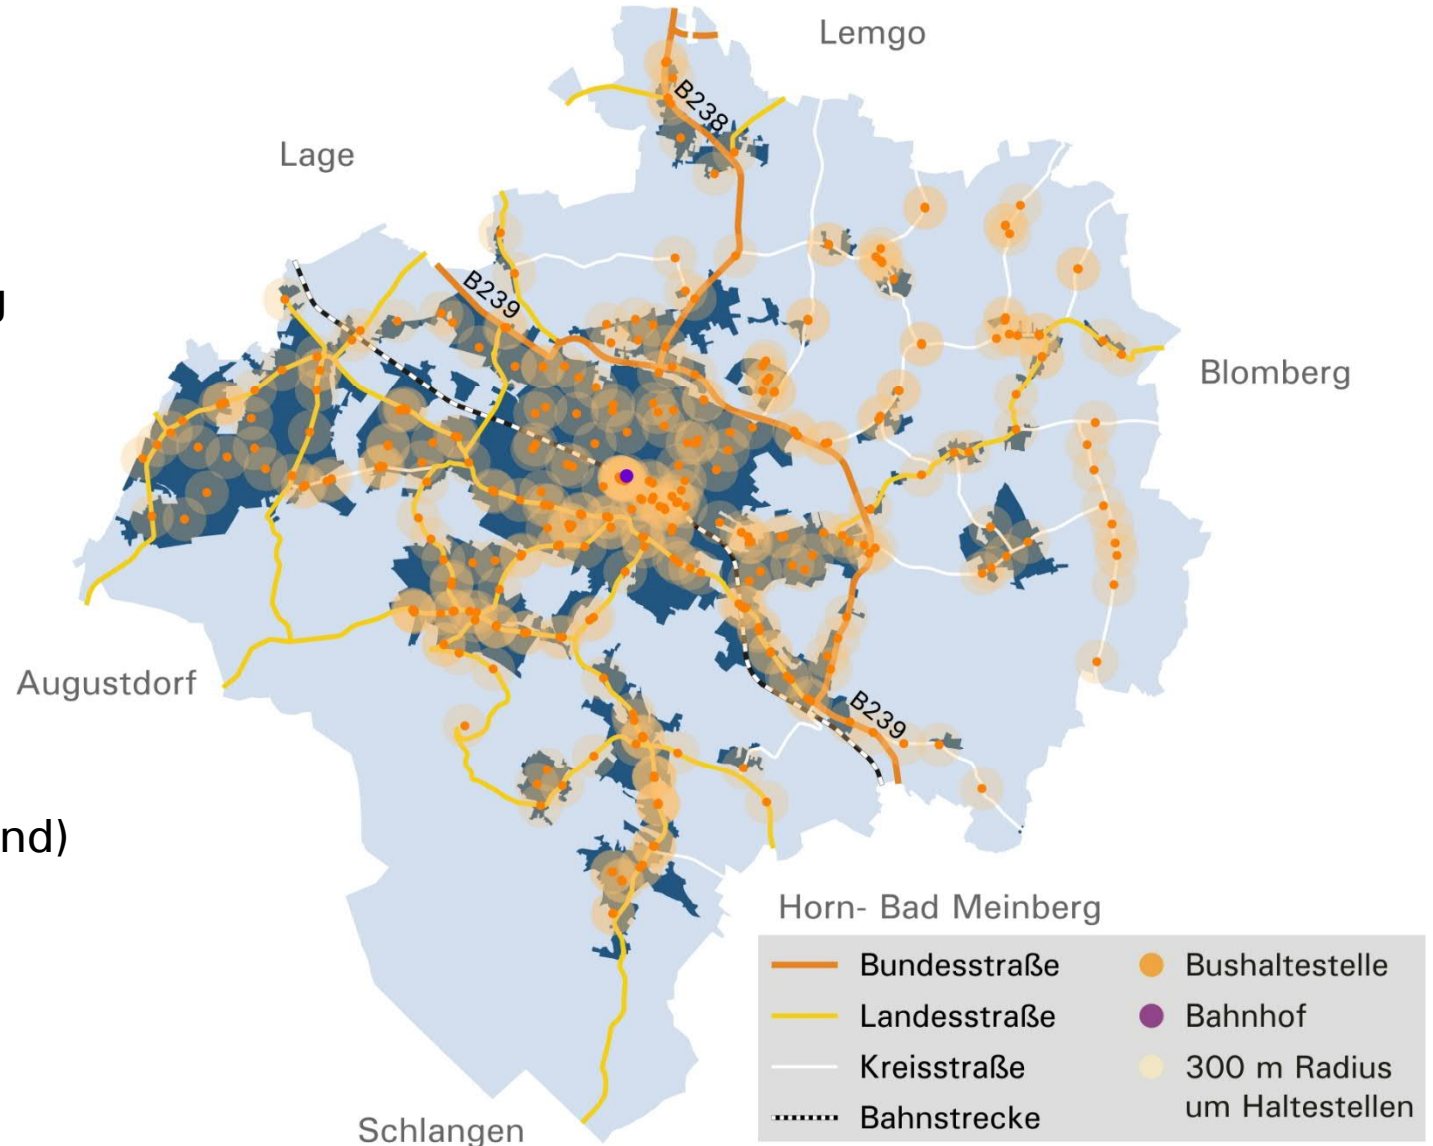 Lemgo
B238
Lage
B239
g
Blomberg
Augustdorf
B239
nd)
Horn- Bad Meinberg
Bundesstraße
Landesstraße
Kreisstraße
Bahnstrecke
Bushaltestelle
Bahnhof
300 m Radius
um Haltestellen
Schlangen